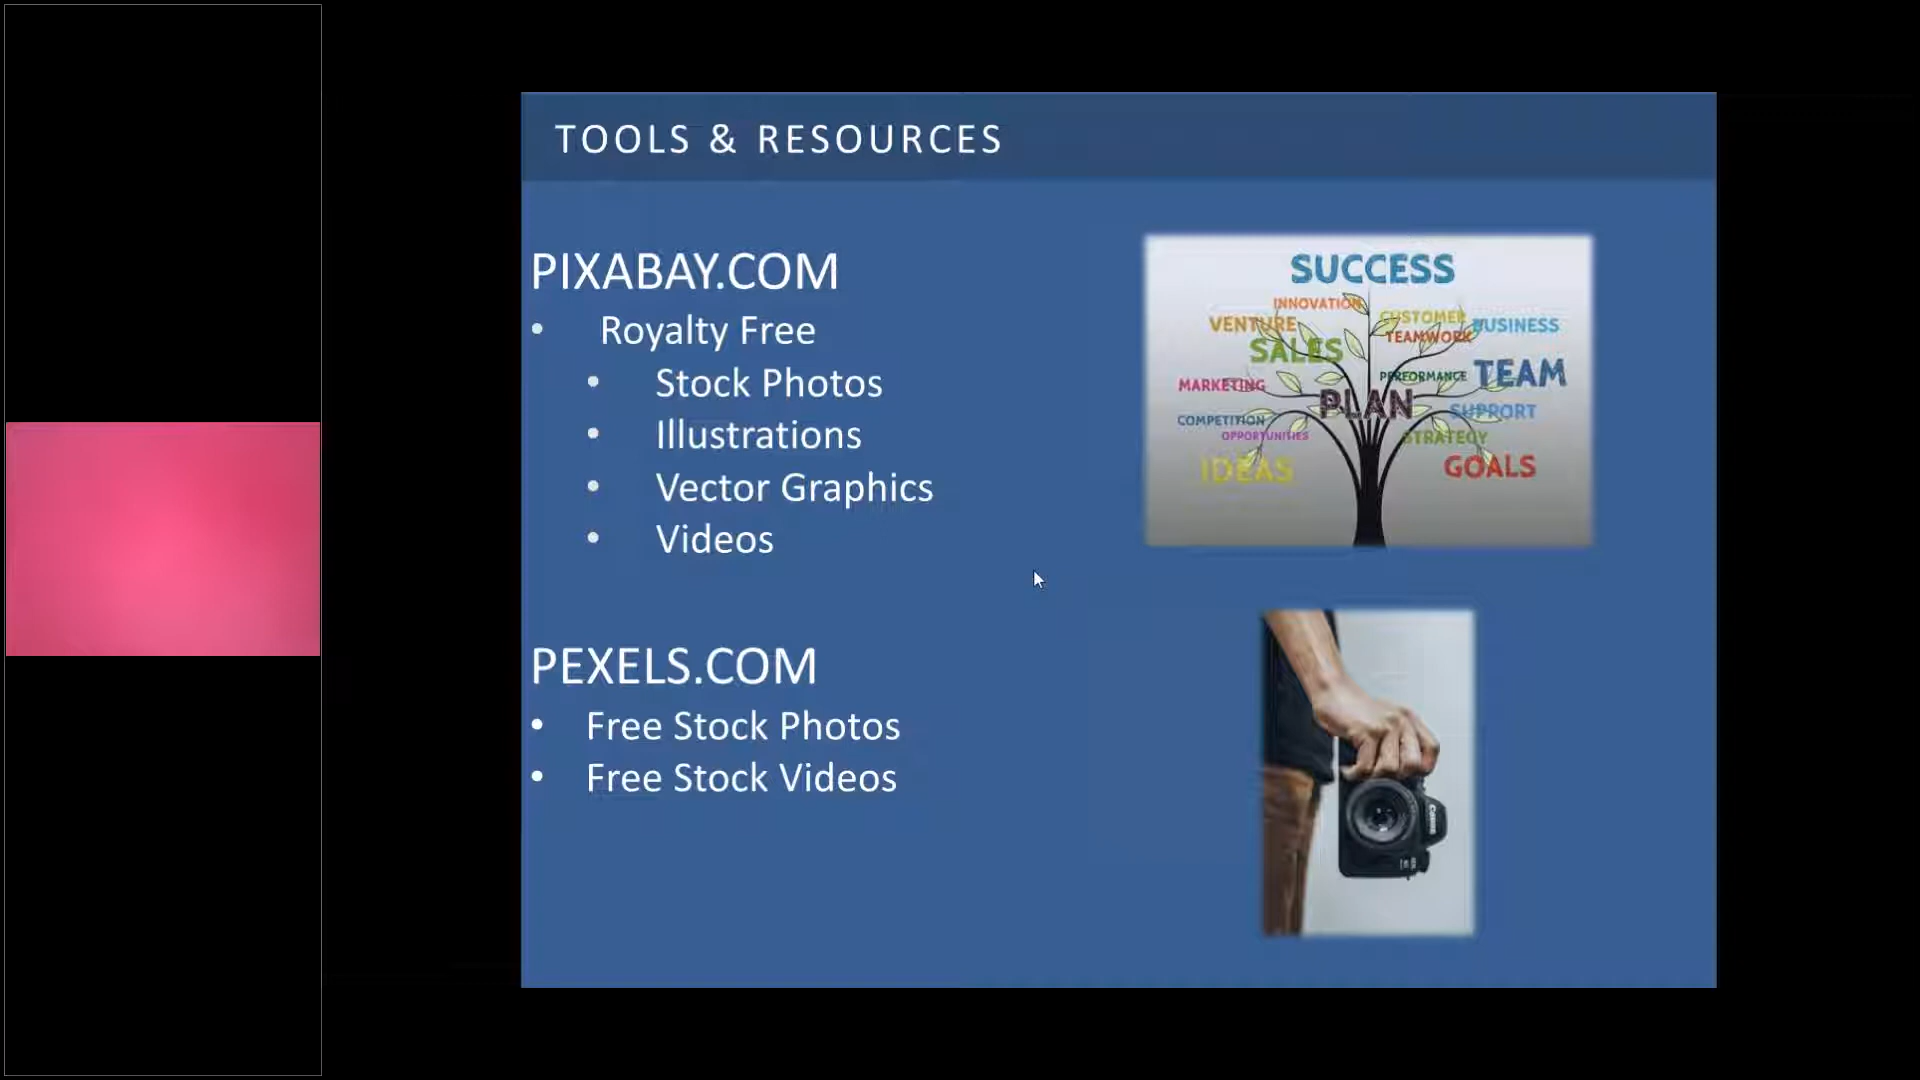 TOOLS & RESOURCES
PIXABAY.COM
• Royalty Free
• Stock Photos
• Illustrations
• Vector Graphics
• Videos
PEXELS.COM
• Free Stock Photos
• Free Stock Videos
SUCCESS
INNOVATION
VENTURE
CUSTOMER
BUSINESS
TEAMWORK
SALES
PERFORMANCE
TEAM
MARKETING
PLAN
SUPPORT
COMPETITION
OPPORTUNITIES
STRATEGY
IDEAS
GOALS
Canon